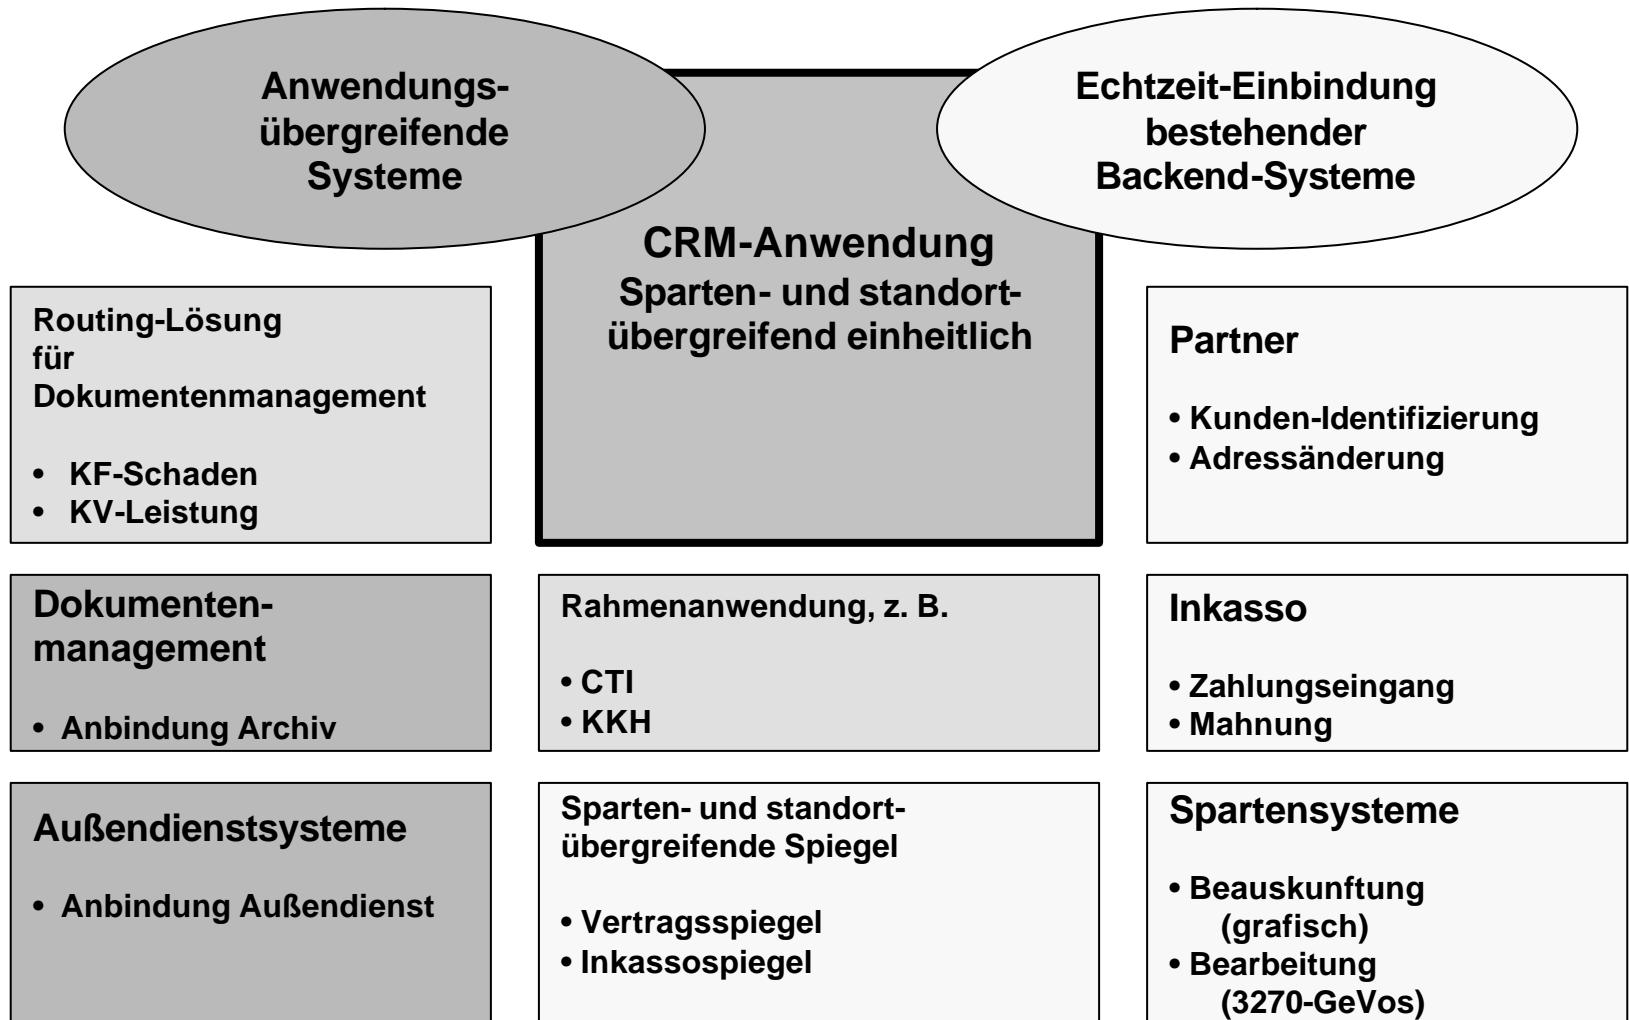 Anwendungs-
übergreifende
Systeme
Echtzeit-Einbindung
bestehender
Backend-Systeme
CRM-Anwendung
Sparten- und standort-
übergreifend einheitlich
Routing-Lösung
für
Dokumentenmanagement
• KF-Schaden
• KV-Leistung
Partner
• Kunden-Identifizierung
• Adressänderung
Dokumenten-
management
• Anbindung Archiv
Rahmenanwendung, z. B.
• CTI
• KKH
Inkasso
• Zahlungseingang
• Mahnung
Außendienstsysteme
• Anbindung Außendienst
Sparten- und standort-
übergreifende Spiegel
• Vertragsspiegel
• Inkassospiegel
Spartensysteme
• Beauskunftung
(grafisch)
• Bearbeitung
(3270-GeVos)